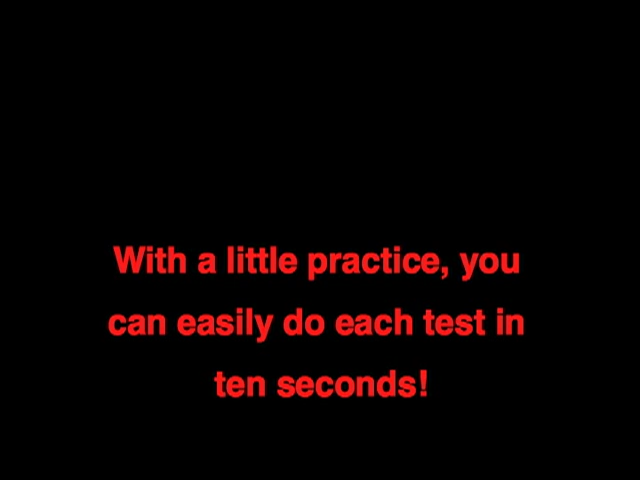 With a little practice, you
can easily do each test in
ten seconds!